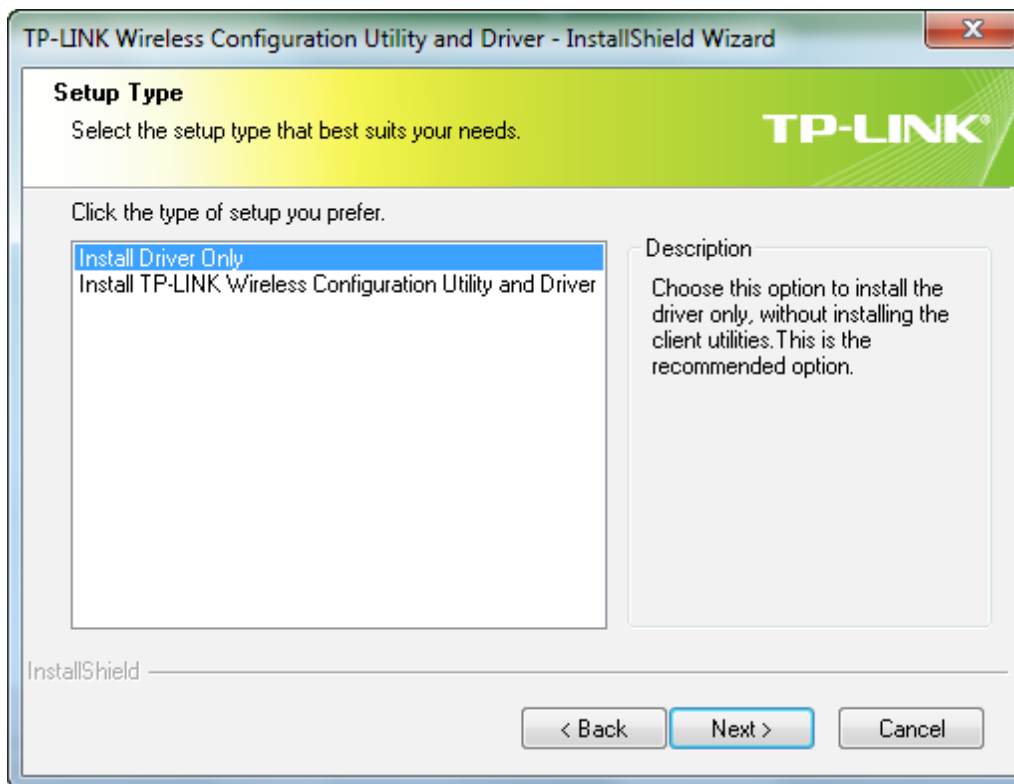 TP-LINK Wireless Configuration Utility and Driver - InstallShield Wizard
Setup Type
Select the setup type that best suits your needs.
TP-LINK®
Click the type of setup you prefer.
Install Driver Only
Install TP-LINK Wireless Configuration Utility and Driver
Description
Choose this option to install the
driver only, without installing the
client utilities.This is the
recommended option.
InstallShield
< Back
Next >
Cancel